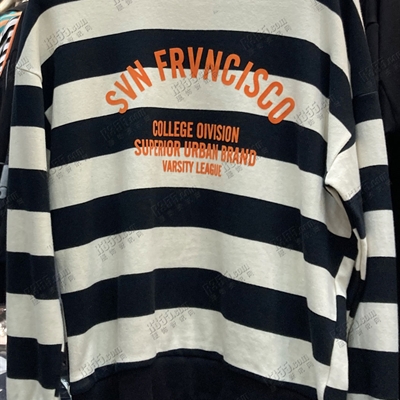 SVN FRVNCISCO
COLLEGE OIVISION
SUPERIOR URBAN BRAND
VARSITY LEAGUE